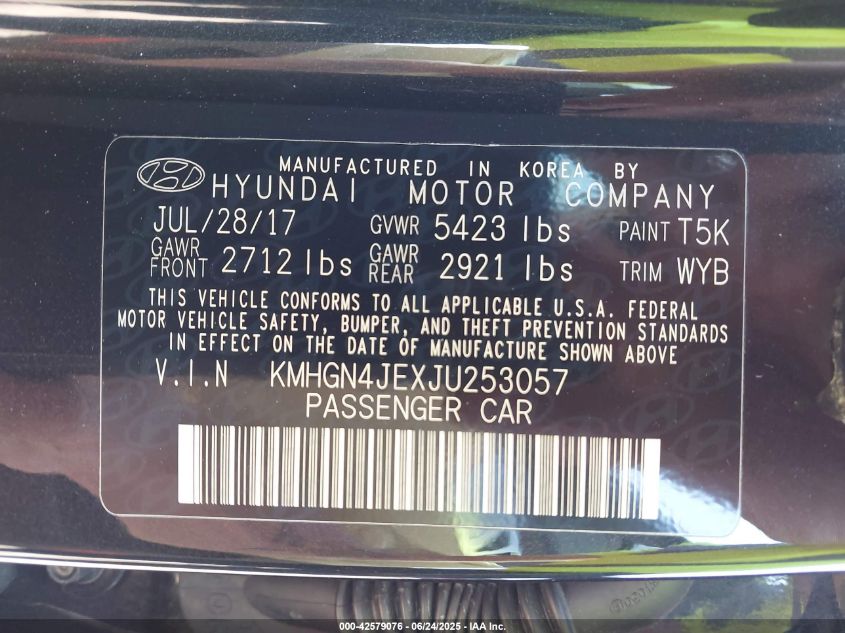 MANUFACTURED IN KOREA BY
HYUNDAI MOTOR COMPANY
JUL/28/17 GVWR 5423 lbs PAINT T5K
GAWR FRONT 2712 lbs GAWR REAR 2921 lbs TRIM WYB
THIS VEHICLE CONFORMS TO ALL APPLICABLE U.S.A. FEDERAL
MOTOR VEHICLE SAFETY, BUMPER, AND THEFT PREVENTION STANDARDS
IN EFFECT ON THE DATE OF MANUFACTURE SHOWN ABOVE
V.I.N KMHGN4JEXJU253057
PASSENGER CAR
000-42579076 - 06/24/2025 - IAA Inc.